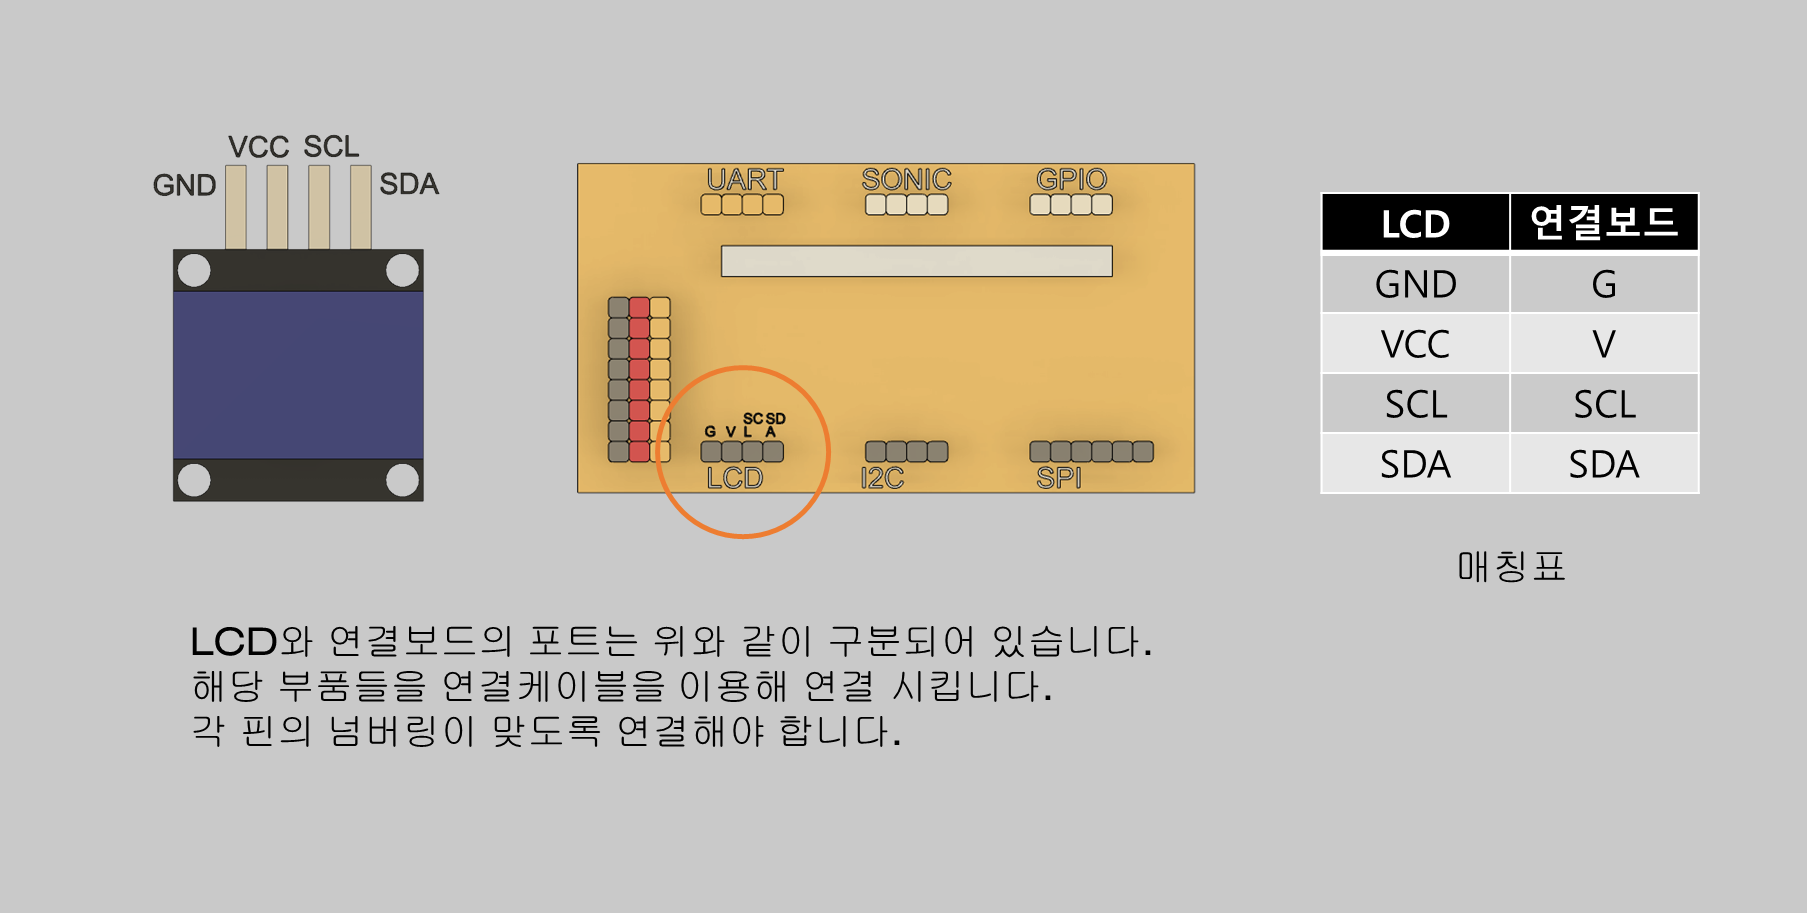 VCC SCL
GND SDA
UART SONIC GPIO
SC SD
G V L A
LCD I2C SPI
LCD 연결보드
GND G
VCC V
SCL SCL
SDA SDA
매칭표
LCD와 연결보드의 포트는 위와 같이 구분되어 있습니다.
해당 부품들을 연결케이블을 이용해 연결 시킵니다.
각 핀의 넘버링이 맞도록 연결해야 합니다.